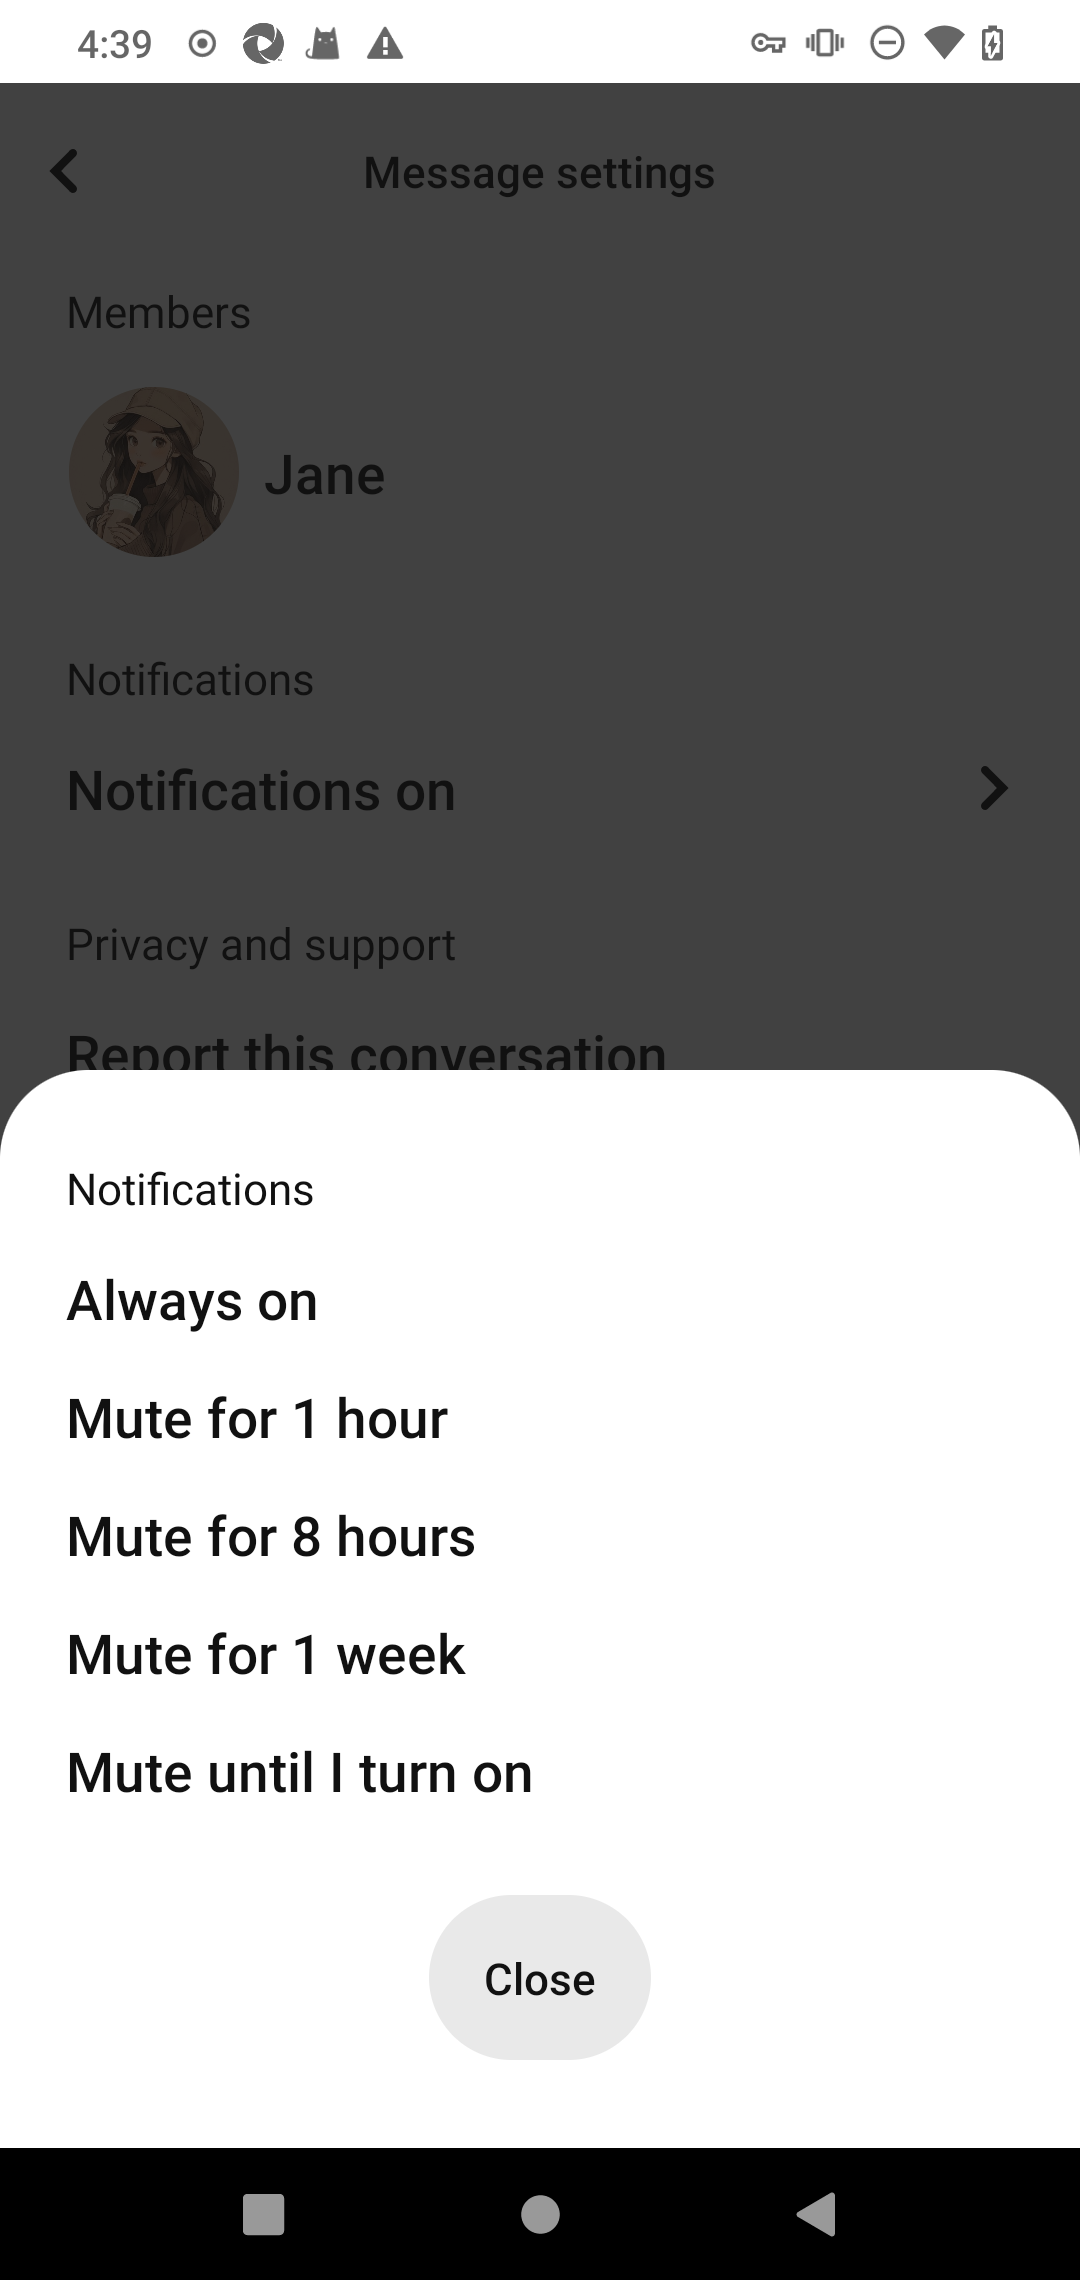 4:39
Message settings
Members
Jane
Notifications
Notifications on
Privacy and support
Report this conversation
Notifications
Always on
Mute for 1 hour
Mute for 8 hours
Mute for 1 week
Mute until I turn on
Close